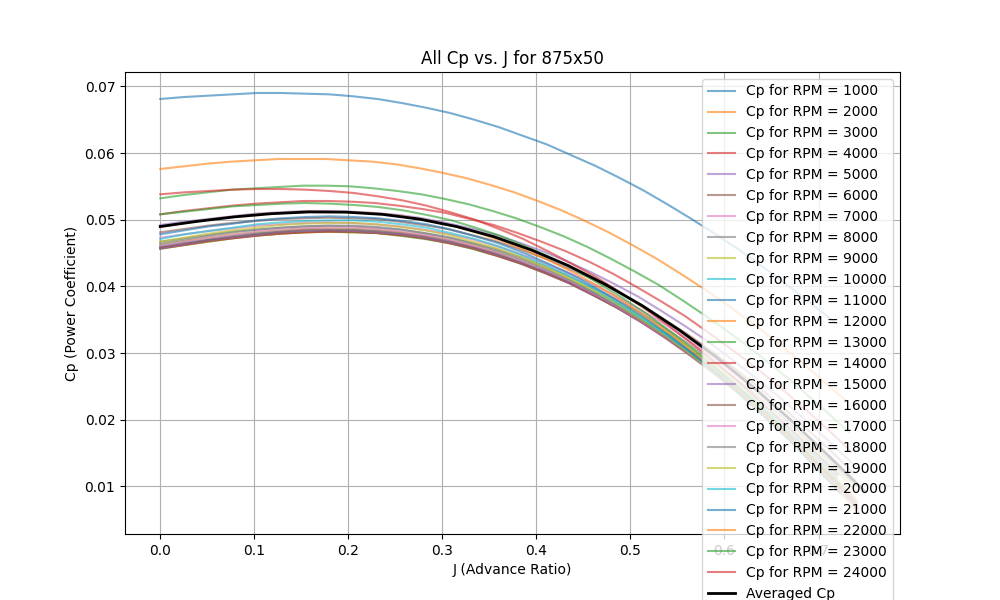 All Cp vs. J for 875x50
Cp (Power Coefficient)
0.07
0.06
0.05
0.04
0.03
0.02
0.01
0.0 0.1 0.2 0.3 0.4 0.5 0.6
J (Advance Ratio)
Cp for RPM = 1000
Cp for RPM = 2000
Cp for RPM = 3000
Cp for RPM = 4000
Cp for RPM = 5000
Cp for RPM = 6000
Cp for RPM = 7000
Cp for RPM = 8000
Cp for RPM = 9000
Cp for RPM = 10000
Cp for RPM = 11000
Cp for RPM = 12000
Cp for RPM = 13000
Cp for RPM = 14000
Cp for RPM = 15000
Cp for RPM = 16000
Cp for RPM = 17000
Cp for RPM = 18000
Cp for RPM = 19000
Cp for RPM = 20000
Cp for RPM = 21000
Cp for RPM = 22000
Cp for RPM = 23000
Cp for RPM = 24000
Averaged Cp